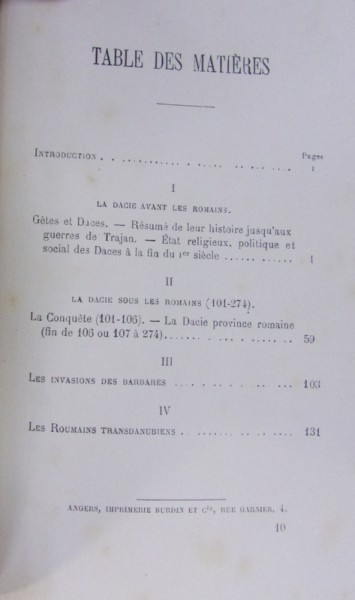 TABLE DES MATIÈRES
Pages
INTRODUCTION . . ............ . ..... .. .. ... .... I
I
LA DACIE AVANT LES ROMAINS.
Gètes et Daces. — Résumé de leur histoire jusqu'aux
guerres de Trajan. — État religieux, politique et
social des Daces à la fin du Ier siècle ...... ... ..... 1
II
LA DACIE SOUS LES ROMAINS (101-274).
La Conquête (101-106). — La Dacie province romaine
(fin de 106 ou 107 à 274)..... .. . .... .. .. ..... 59
III
LES INVASIONS DES BARBARES . .. .. .... .. .. .. .... 103
IV
LES ROUMAINS TRANSDANUBIENS . . ....... .. .. .. .... 131
ANGERS, IMPRIMERIE BURDIN ET Cie, RUE GARNIER, 4.
10